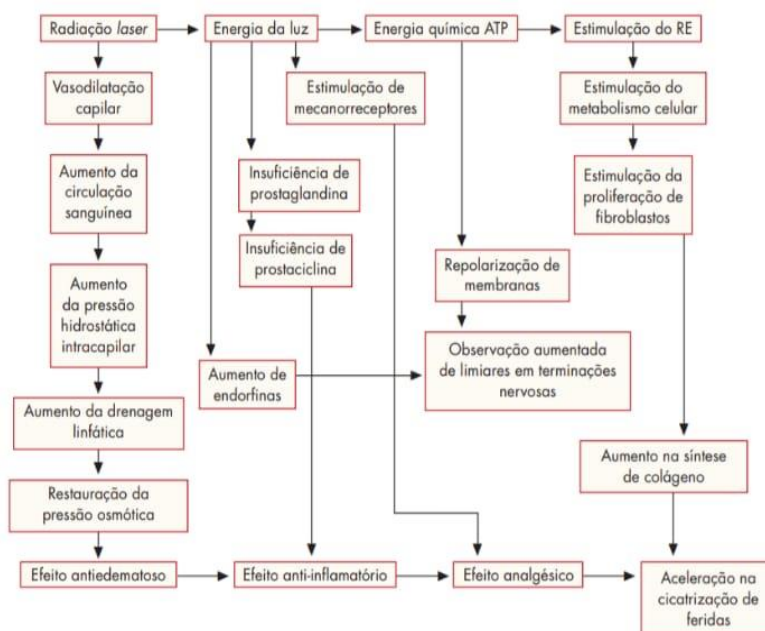 Radiação laser
Energia da luz
Energia química ATP
Estimulação do RE
Vasodilatação
capilar
Estimulação de
mecanorreceptores
Estimulação do
metabolismo celular
Aumento da
circulação
sanguínea
Insuficiência de
prostaglandina
Estimulação da
proliferação de
fibroblastos
Insuficiência de
prostaciclina
Repolarização de
membranas
Aumento
da pressão
hidrostática
intracapilar
Aumento de
endorfinas
Observação aumentada
de limiares em terminações
nervosas
Aumento da drenagem
linfática
Aumento na síntese
de colágeno
Restauração da
pressão osmótica
Efeito antiedematoso
Efeito anti-inflamatório
Efeito analgésico
Aceleração na
cicatrização de
feridas